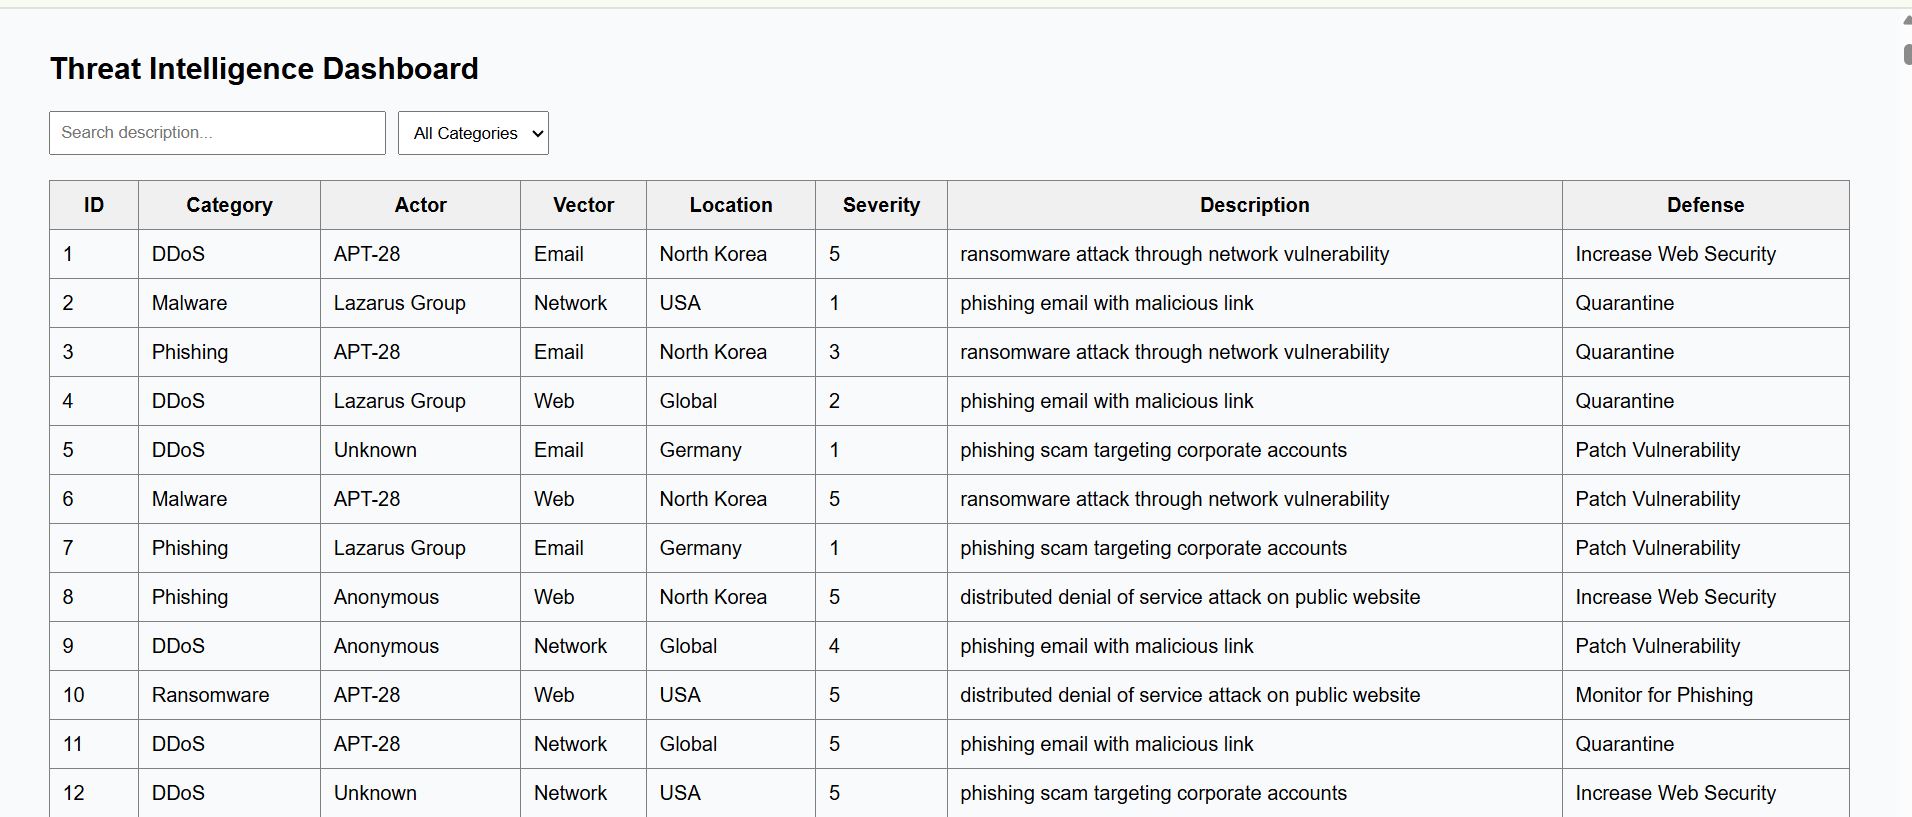 Threat Intelligence Dashboard
Search description... All Categories
ID Category Actor Vector Location Severity Description Defense
1 DDoS APT-28 Email North Korea 5 ransomware attack through network vulnerability Increase Web Security
2 Malware Lazarus Group Network USA 1 phishing email with malicious link Quarantine
3 Phishing APT-28 Email North Korea 3 ransomware attack through network vulnerability Quarantine
4 DDoS Lazarus Group Web Global 2 phishing email with malicious link Quarantine
5 DDoS Unknown Email Germany 1 phishing scam targeting corporate accounts Patch Vulnerability
6 Malware APT-28 Web North Korea 5 ransomware attack through network vulnerability Patch Vulnerability
7 Phishing Lazarus Group Email Germany 1 phishing scam targeting corporate accounts Patch Vulnerability
8 Phishing Anonymous Web North Korea 5 distributed denial of service attack on public website Increase Web Security
9 DDoS Anonymous Network Global 4 phishing email with malicious link Patch Vulnerability
10 Ransomware APT-28 Web USA 5 distributed denial of service attack on public website Monitor for Phishing
11 DDoS APT-28 Network Global 5 phishing email with malicious link Quarantine
12 DDoS Unknown Network USA 5 phishing scam targeting corporate accounts Increase Web Security